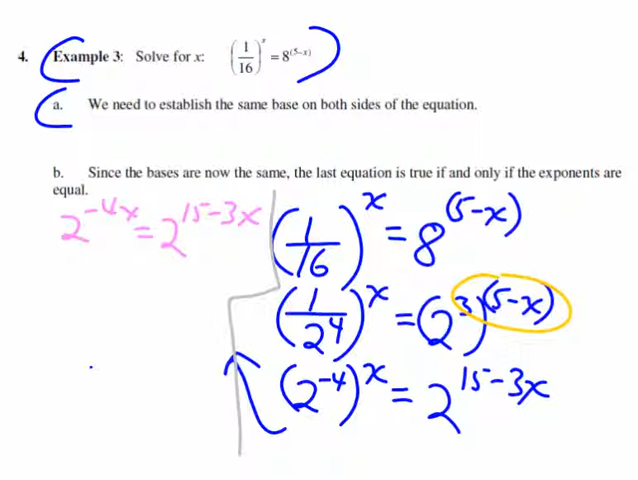 4. Example 3: Solve for x: (1/16)^x = 8^(5-x)
a. We need to establish the same base on both sides of the equation.
b. Since the bases are now the same, the last equation is true if and only if the exponents are
equal.
2^-4x = 2^15-3x
(1/16)^x = 8^(5-x)
(1/2^4)^x = (2^3)^(5-x)
(2^-4)^x = 2^15-3x